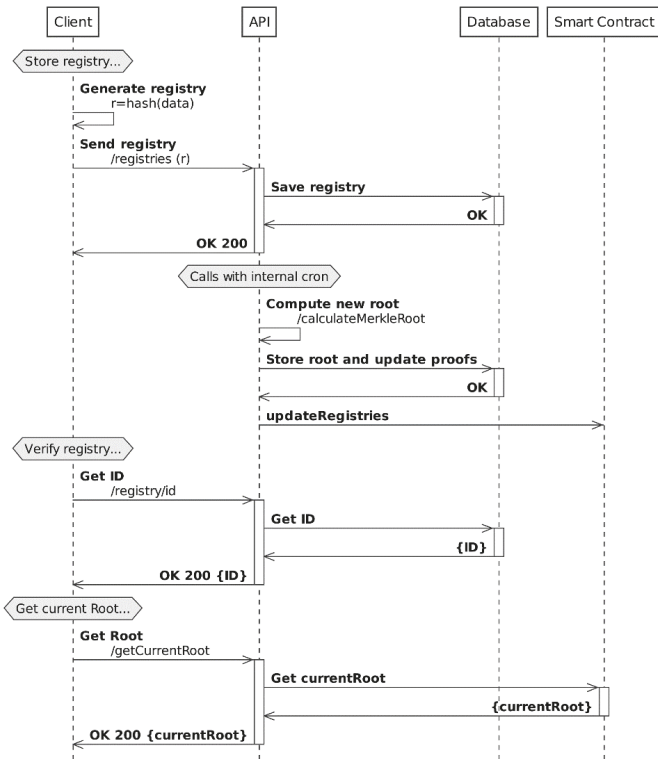 Client
API
Database
Smart Contract
Store registry...
Generate registry
r=hash(data)
Send registry
/registries (r)
Save registry
OK
OK 200
Calls with internal cron
Compute new root
/calculateMerkleRoot
Store root and update proofs
OK
updateRegistries
Verify registry...
Get ID
/registry/id
Get ID
{ID}
OK 200 {ID}
Get current Root...
Get Root
/getCurrentRoot
Get currentRoot
{currentRoot}
OK 200 {currentRoot}